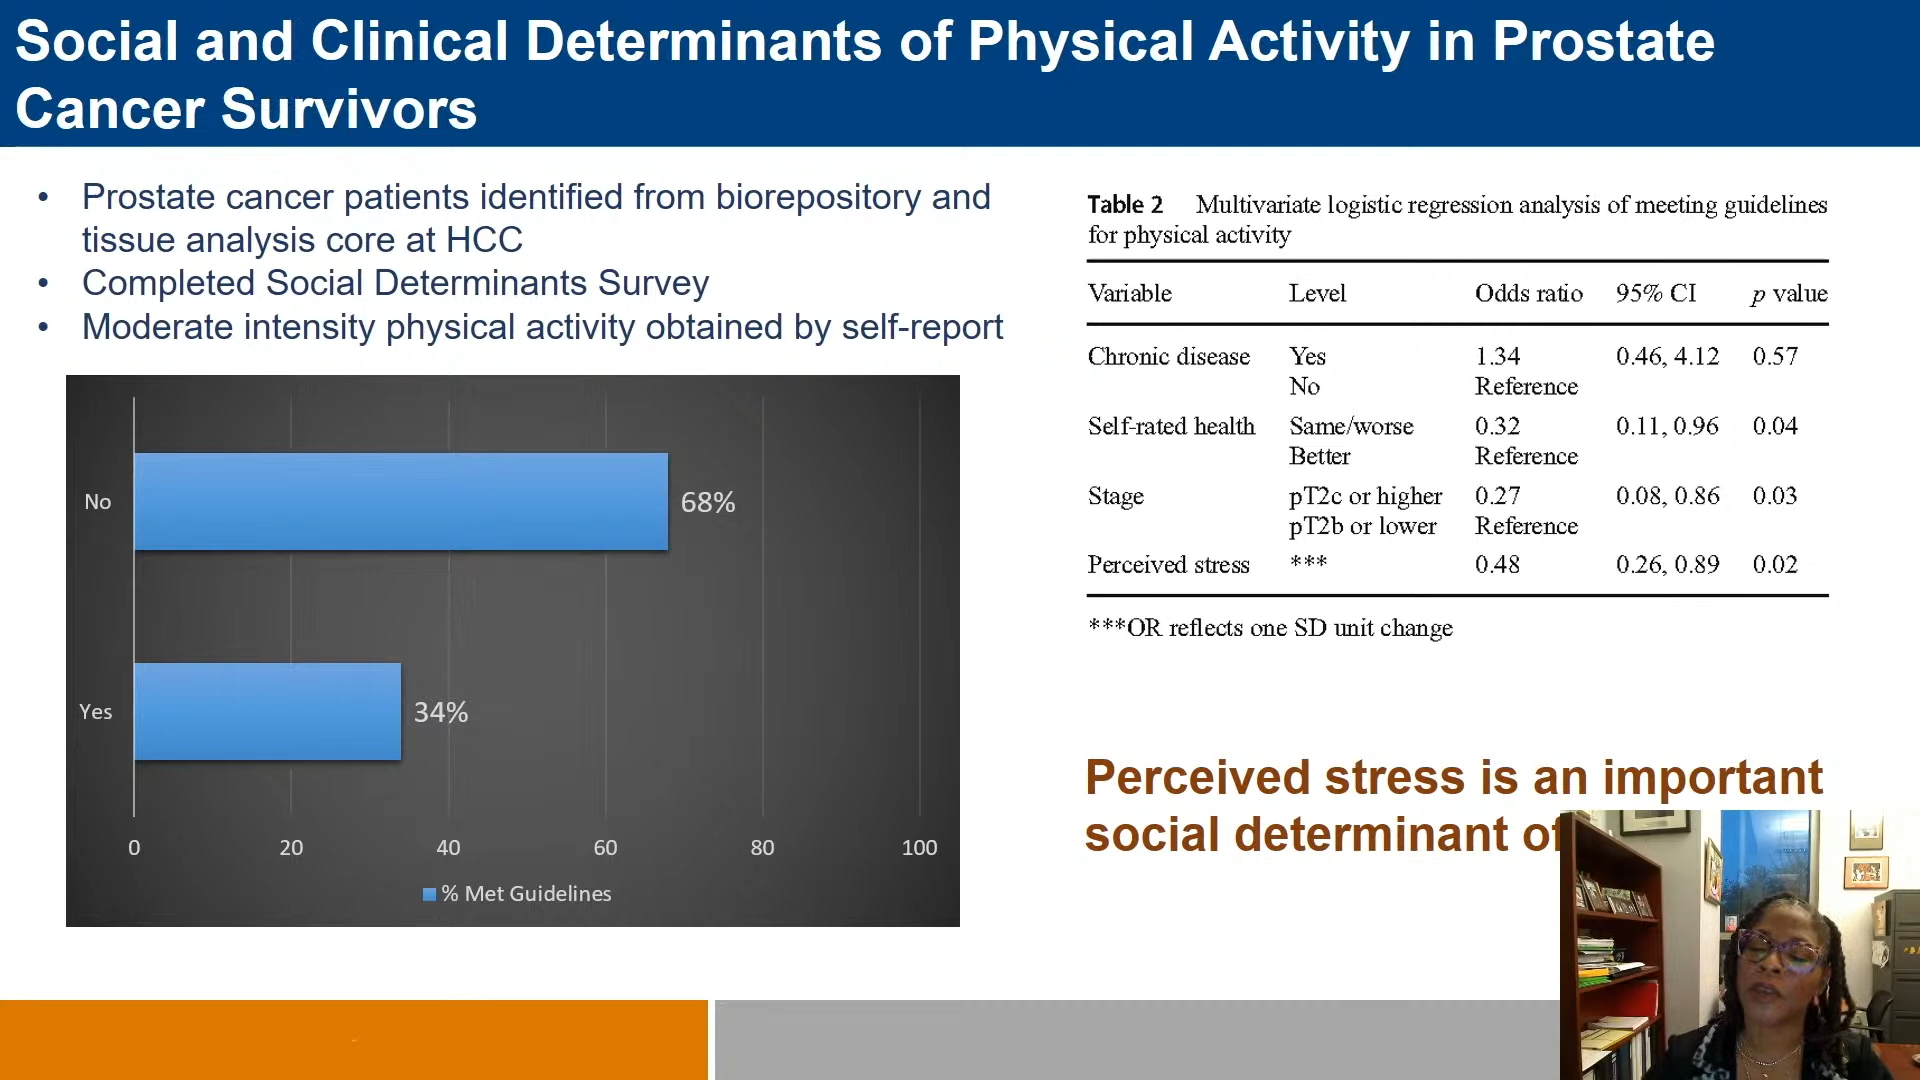 Social and Clinical Determinants of Physical Activity in Prostate
Cancer Survivors
• Prostate cancer patients identified from biorepository and
tissue analysis core at HCC
• Completed Social Determinants Survey
• Moderate intensity physical activity obtained by self-report
No 68%
Yes 34%
0 20 40 60 80 100
% Met Guidelines
Table 2 Multivariate logistic regression analysis of meeting guidelines
for physical activity
Variable Level Odds ratio 95% CI p value
Chronic disease Yes 1.34 0.46, 4.12 0.57
No Reference
Self-rated health Same/worse 0.32 0.11, 0.96 0.04
Better Reference
Stage pT2c or higher 0.27 0.08, 0.86 0.03
pT2b or lower Reference
Perceived stress *** 0.48 0.26, 0.89 0.02
***OR reflects one SD unit change
Perceived stress is an important
social determinant of